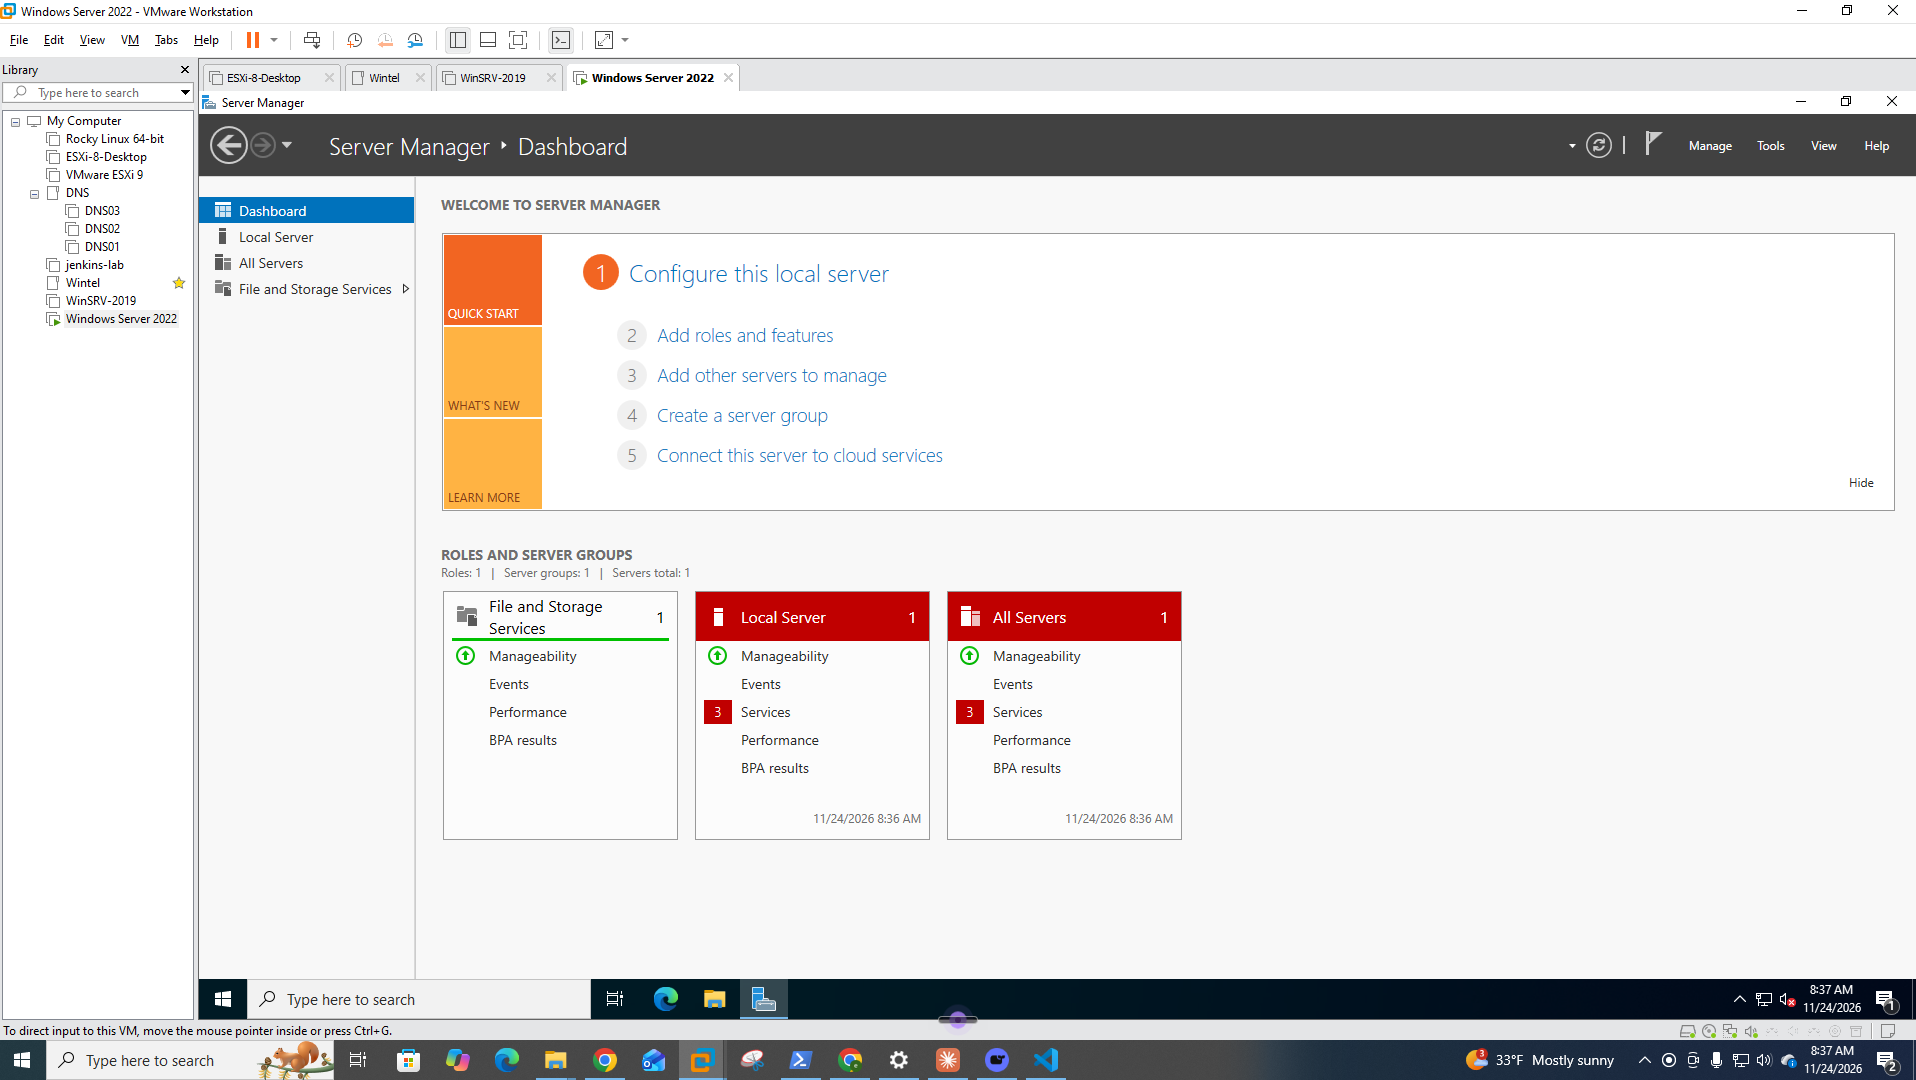 Windows Server 2022 - VMware Workstation
File Edit View VM Tabs Help
Library
Type here to search
My Computer
Rocky Linux 64-bit
ESXi-8-Desktop
VMware ESXi 9
DNS
DNS03
DNS02
DNS01
jenkins-lab
Wintel
WinSRV-2019
Windows Server 2022
ESXi-8-Desktop Wintel WinSRV-2019 Windows Server 2022
Server Manager
Server Manager Dashboard
Manage Tools View Help
Dashboard
Local Server
All Servers
File and Storage Services
WELCOME TO SERVER MANAGER
QUICK START
WHAT'S NEW
LEARN MORE
1 Configure this local server
2 Add roles and features
3 Add other servers to manage
4 Create a server group
5 Connect this server to cloud services
Hide
ROLES AND SERVER GROUPS
Roles: 1 | Server groups: 1 | Servers total: 1
File and Storage Services 1
Manageability
Events
Performance
BPA results
Local Server 1
Manageability
Events
3 Services
Performance
BPA results
11/24/2026 8:36 AM
All Servers 1
Manageability
Events
3 Services
Performance
BPA results
11/24/2026 8:36 AM
Type here to search
8:37 AM
11/24/2026
1
To direct input to this VM, move the mouse pointer inside or press Ctrl+G.
Type here to search
3
33°F Mostly sunny
8:37 AM
11/24/2026
2